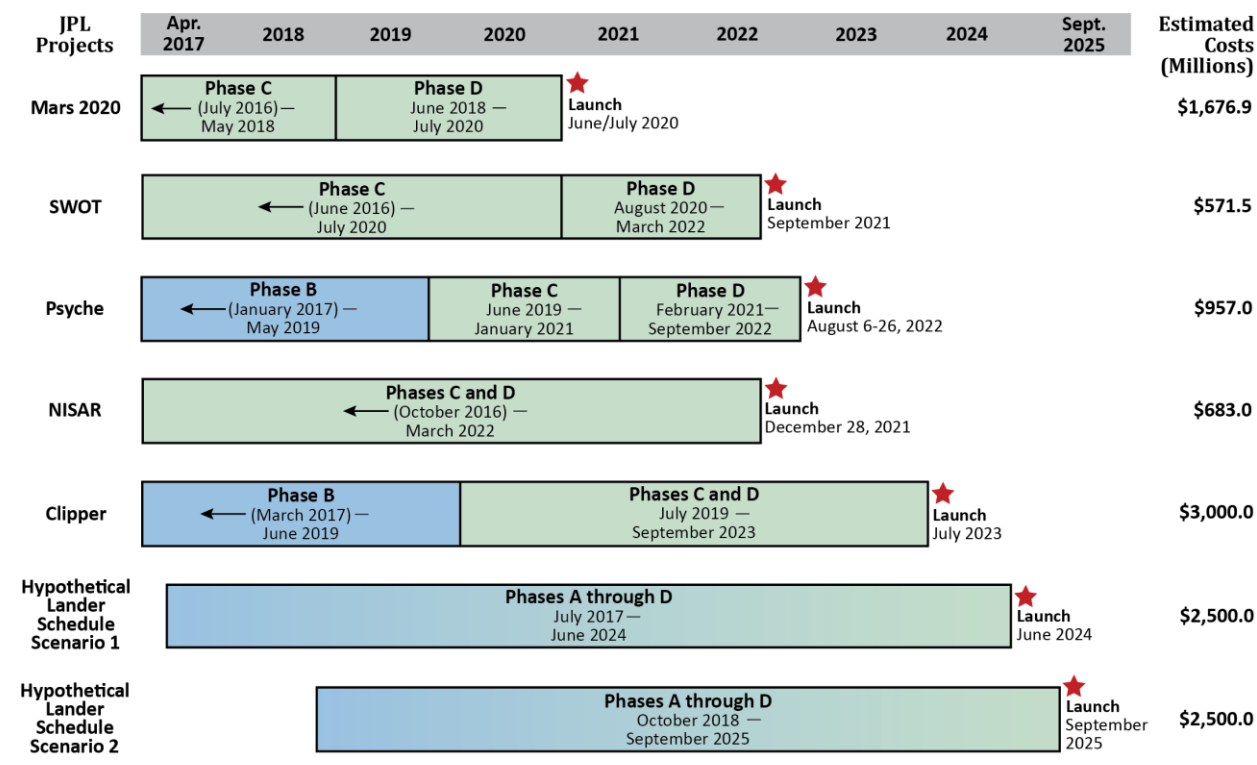 JPL
Projects
Apr.
2017
2018
2019
2020
2021
2022
2023
2024
Sept.
2025
Estimated
Costs
(Millions)
Mars 2020
Phase C
(July 2016)—
May 2018
Phase D
June 2018 —
July 2020
Launch
June/July 2020
$1,676.9
SWOT
Phase C
(June 2016) —
July 2020
Phase D
August 2020—
March 2022
Launch
September 2021
$571.5
Psyche
Phase B
(January 2017) —
May 2019
Phase C
June 2019 —
January 2021
Phase D
February 2021—
September 2022
Launch
August 6-26, 2022
$957.0
NISAR
Phases C and D
(October 2016) —
March 2022
Launch
December 28, 2021
$683.0
Clipper
Phase B
(March 2017)—
June 2019
Phases C and D
July 2019 —
September 2023
Launch
July 2023
$3,000.0
Hypothetical
Lander
Schedule
Scenario 1
Phases A through D
July 2017—
June 2024
Launch
June 2024
$2,500.0
Hypothetical
Lander
Schedule
Scenario 2
Phases A through D
October 2018 —
September 2025
Launch
September
2025
$2,500.0